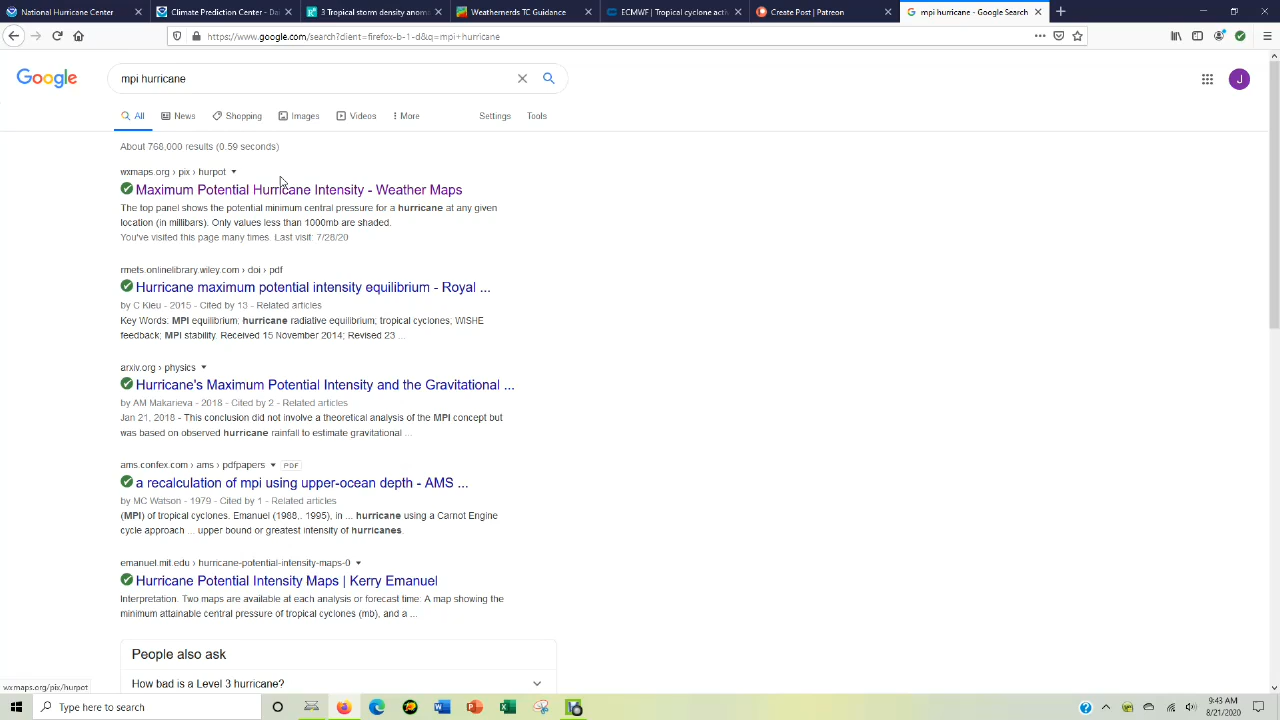 National Hurricane Center
Climate Prediction Center - Da
3 Tropical storm density anom
Weathernerds TC Guidance
ECMWF | Tropical cyclone act
Create Post | Patreon
mpi hurricane - Google Search
https://www.google.com/search?client=firefox-b-1-d&q=mpi+hurricane
Google
mpi hurricane
J
All
News
Shopping
Images
Videos
More
Settings
Tools
About 768,000 results (0.59 seconds)
wxmaps.org › pix › hurpot
Maximum Potential Hurricane Intensity - Weather Maps
The top panel shows the potential minimum central pressure for a hurricane at any given
location (in millibars). Only values less than 1000mb are shaded.
You've visited this page many times. Last visit: 7/28/20
rmets.onlinelibrary.wiley.com › doi › pdf
Hurricane maximum potential intensity equilibrium - Royal ...
by C Kieu - 2015 - Cited by 13 - Related articles
Key Words: MPI equilibrium; hurricane radiative equilibrium; tropical cyclones; WISHE
feedback; MPI stability. Received 15 November 2014; Revised 23 ...
arxiv.org › physics
Hurricane's Maximum Potential Intensity and the Gravitational ...
by AM Makarieva - 2018 - Cited by 2 - Related articles
Jan 21, 2018 - This conclusion did not involve a theoretical analysis of the MPI concept but
was based on observed hurricane rainfall to estimate gravitational ...
ams.confex.com › ams › pdfpapers
PDF
a recalculation of mpi using upper-ocean depth - AMS ...
by MC Watson - 1979 - Cited by 1 - Related articles
(MPI) of tropical cyclones. Emanuel (1988,. 1995), in ... hurricane using a Carnot Engine
cycle approach ... upper bound or greatest intensity of hurricanes.
emanuel.mit.edu › hurricane-potential-intensity-maps-0
Hurricane Potential Intensity Maps | Kerry Emanuel
Interpretation. Two maps are available at each analysis or forecast time: A map showing the
minimum attainable central pressure of tropical cyclones (mb), and a ...
People also ask
How bad is a Level 3 hurricane?
wxmaps.org/pix/hurpot
Type here to search
9:43 AM
8/21/2020